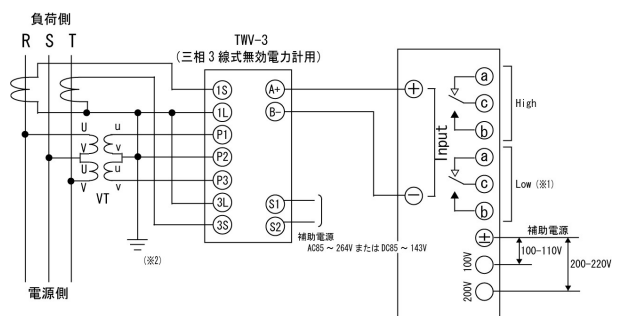 負荷側
R S T
TWV-3
(三相3線式無効電力計用)
1S
1L
P1
P2
P3
3L
3S
A+
B-
S1
S2
U
V
U
V
u
v
u
v
VT
(※2)
電源側
補助電源
AC85 ~ 264V または DC85 ~ 143V
+
-
Input
a
c
b
High
a
c
b
Low (※1)
±
補助電源
100V
100-110V
200V
200-220V